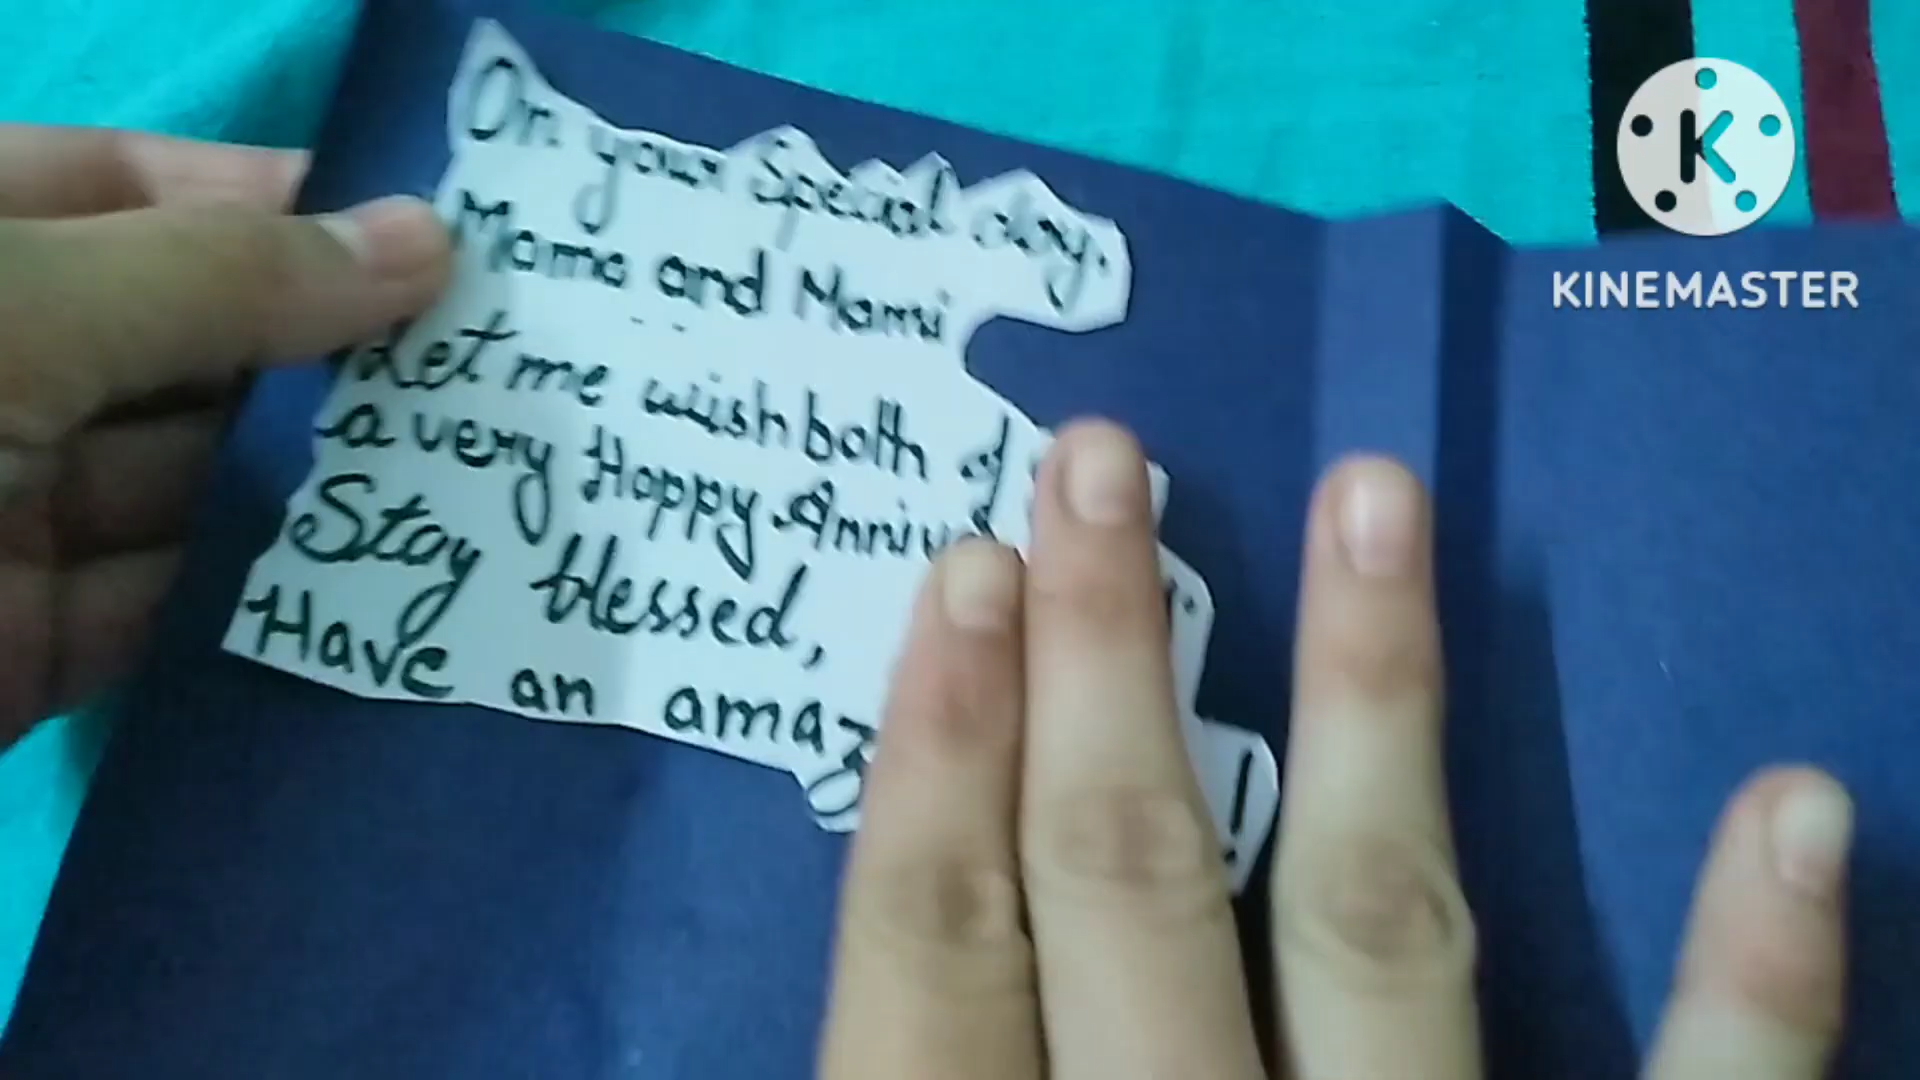 On your Special day.
Mama and Mami
Let me wish both of
a very Happy Anniv
Stay blessed,
Have an amaz !
KINEMASTER